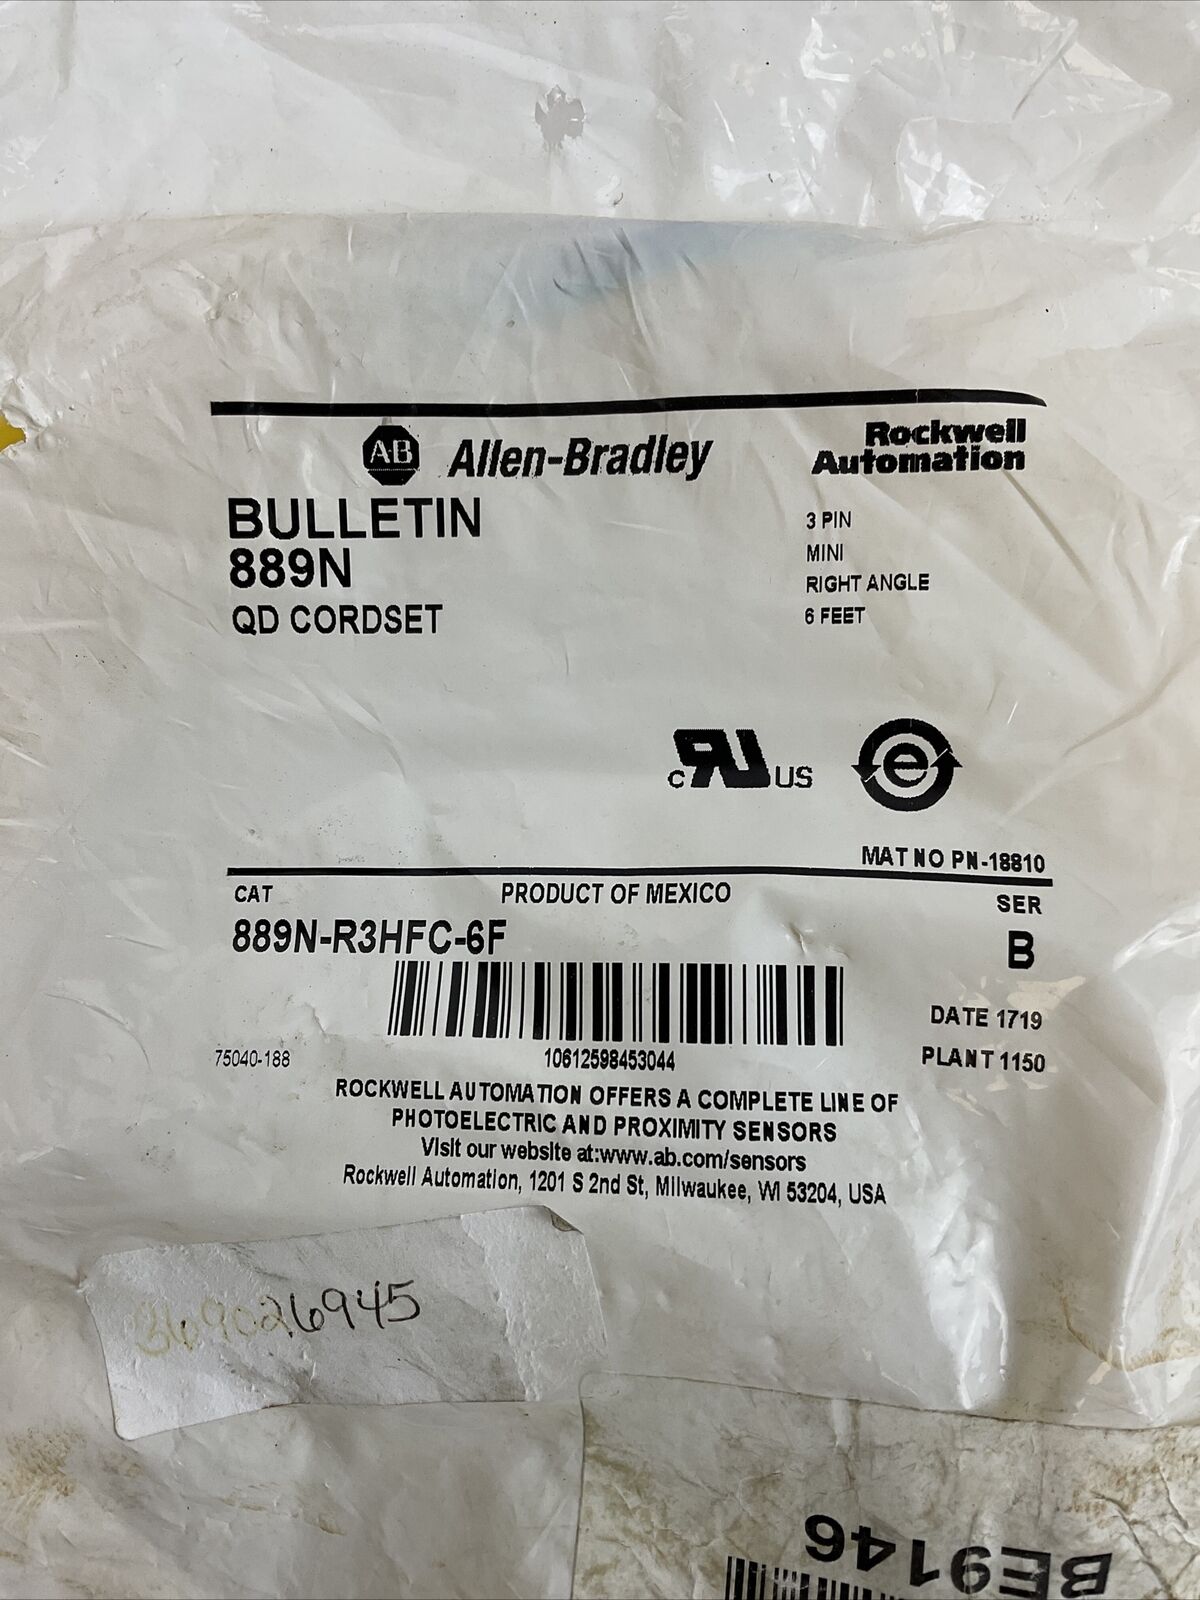 AB Allen-Bradley
Rockwell
Automation
BULLETIN
889N
QD CORDSET
3 PIN
MINI
RIGHT ANGLE
6 FEET
c RU US
e
MAT NO PN-18810
CAT
PRODUCT OF MEXICO
SER
889N-R3HFC-6F
B
DATE 1719
75040-188
10612598453044
PLANT 1150
ROCKWELL AUTOMATION OFFERS A COMPLETE LINE OF
PHOTOELECTRIC AND PROXIMITY SENSORS
Visit our website at:www.ab.com/sensors
Rockwell Automation, 1201 S 2nd St, Milwaukee, WI 53204, USA
369026945
BE9146